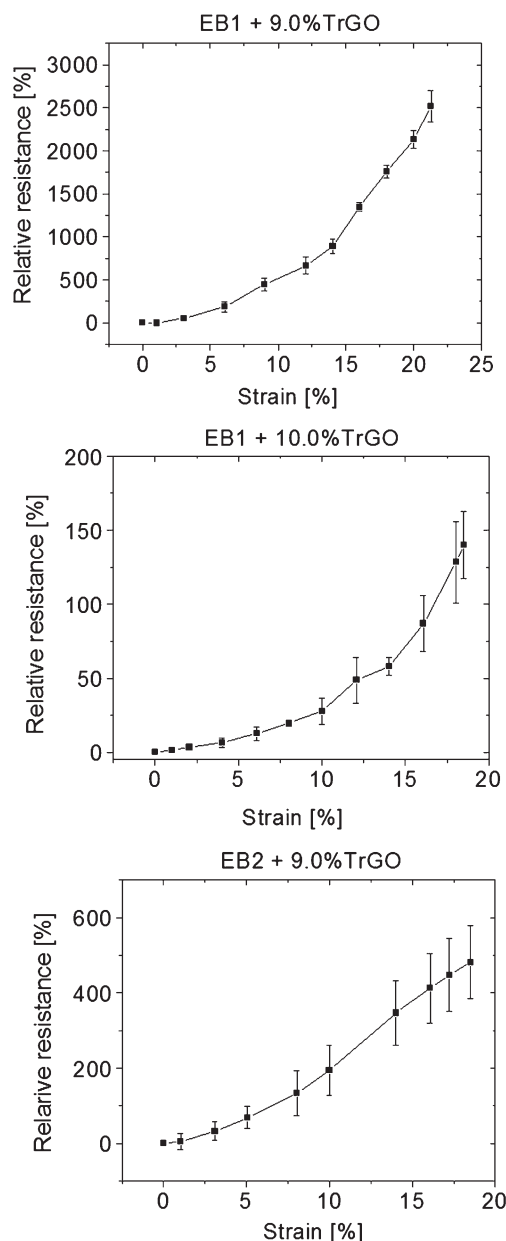 EB1 + 9.0%TrGO
3000
2500
2000
1500
1000
500
0
Relative resistance [%]
0 5 10 15 20 25
Strain [%]
EB1 + 10.0%TrGO
200
150
100
50
0
Relative resistance [%]
0 5 10 15 20
Strain [%]
EB2 + 9.0%TrGO
600
400
200
0
Relarive resistance [%]
0 5 10 15 20
Strain [%]